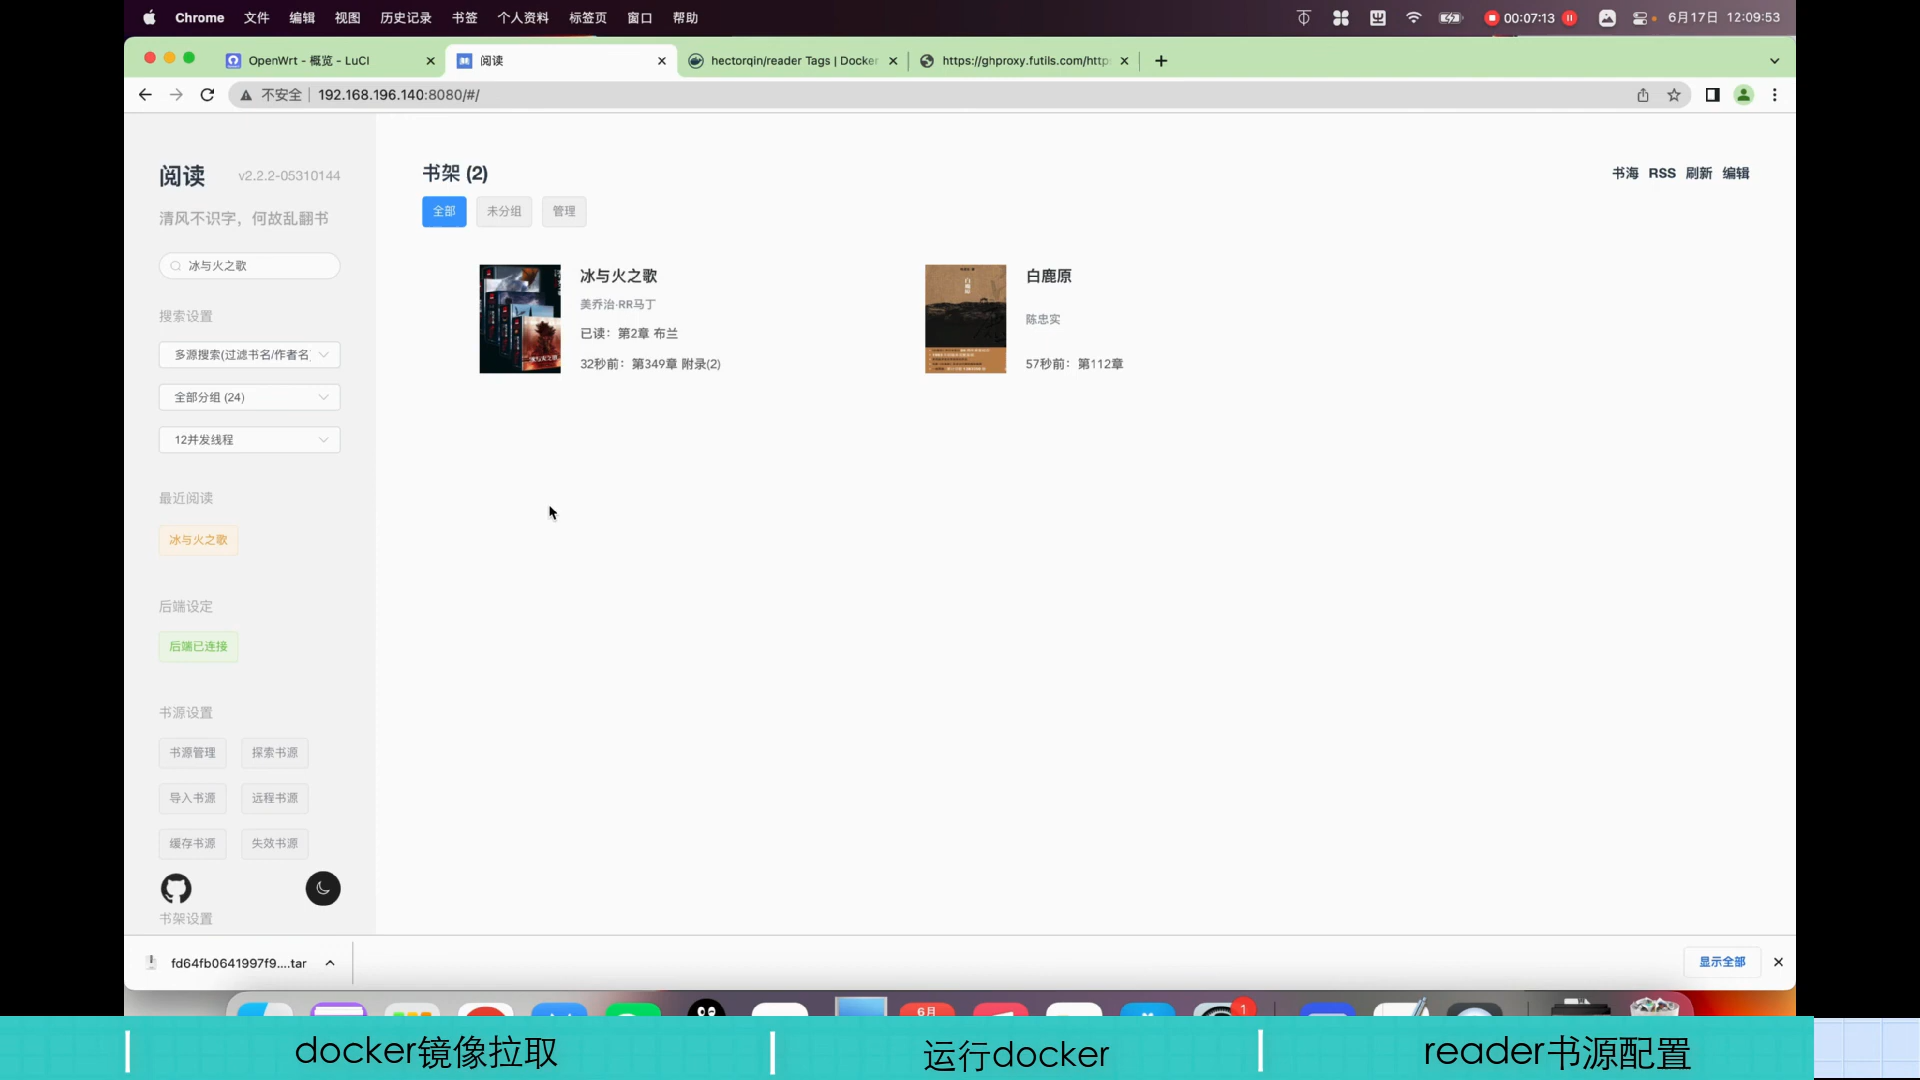 Chrome 文件 编辑 视图 历史记录 书签 个人资料 标签页 窗口 帮助 00:07:13 6月17日 12:09:53
OpenWrt - 概览 - LuCI 阅读 hectorqin/reader Tags | Docker https://ghproxy.futils.com/http
不安全 192.168.196.140:8080/#/
阅读 v2.2.2-05310144
清风不识字，何故乱翻书
冰与火之歌
搜索设置
多源搜索(过滤书名/作者名
全部分组 (24)
12并发线程
最近阅读
冰与火之歌
后端设定
后端已连接
书源设置
书源管理 探索书源
导入书源 远程书源
缓存书源 失效书源
书架设置
书架 (2)
书海 RSS 刷新 编辑
全部 未分组 管理
冰与火之歌
美乔治·RR马丁
已读：第2章 布兰
32秒前：第349章 附录(2)
白鹿原
陈忠实
57秒前：第112章
fd64fb0641997f9....tar
显示全部
6月
1
docker镜像拉取 运行docker reader书源配置